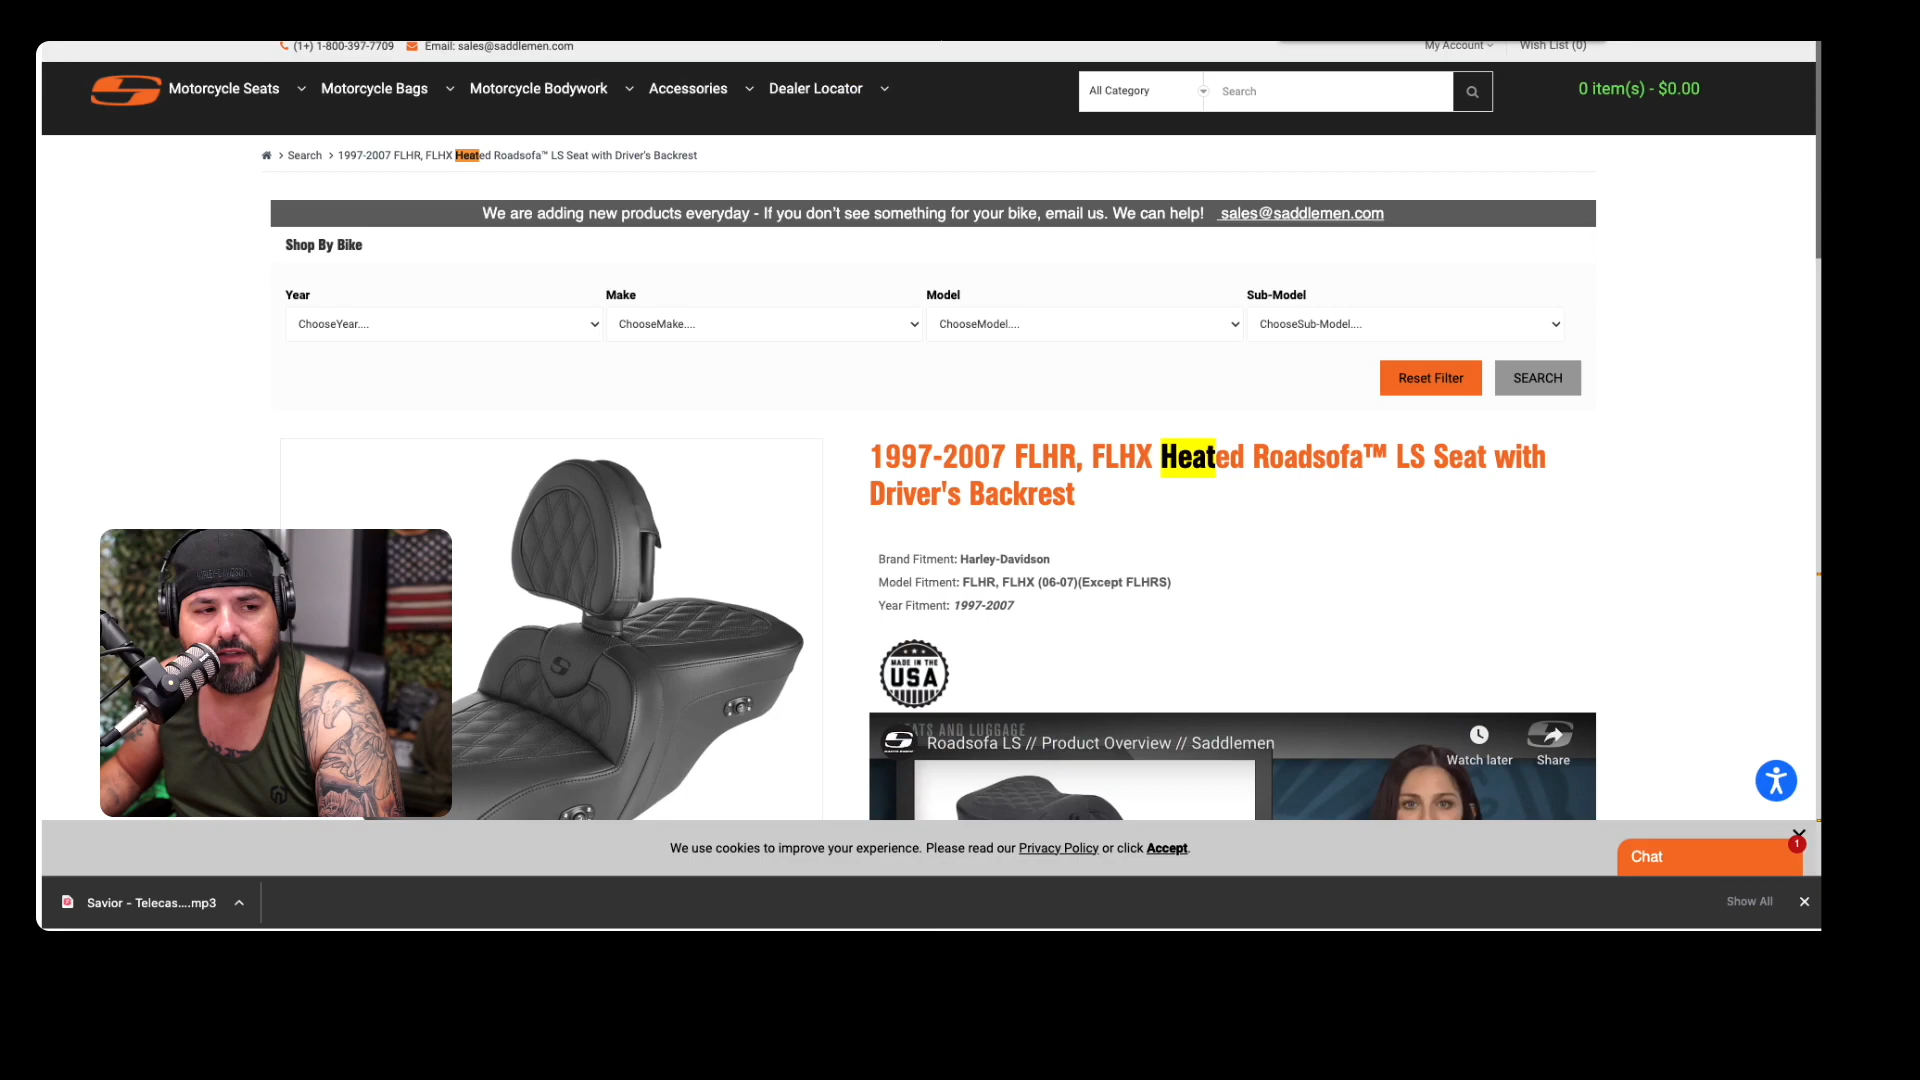 (1+) 1-800-397-7709 Email: sales@saddlemen.com My Account Wish List (0)
Motorcycle Seats Motorcycle Bags Motorcycle Bodywork Accessories Dealer Locator All Category Search 0 item(s) - $0.00
> Search > 1997-2007 FLHR, FLHX Heated Roadsofa™ LS Seat with Driver's Backrest
We are adding new products everyday - If you don’t see something for your bike, email us. We can help! sales@saddlemen.com
Shop By Bike
Year Make Model Sub-Model
ChooseYear.... ChooseMake.... ChooseModel.... ChooseSub-Model....
Reset Filter SEARCH
1997-2007 FLHR, FLHX Heated Roadsofa™ LS Seat with
Driver's Backrest
Brand Fitment: Harley-Davidson
Model Fitment: FLHR, FLHX (06-07)(Except FLHRS)
Year Fitment: 1997-2007
MADE IN THE
USA
EATS AND LUGGAGE
Roadsofa LS // Product Overview // Saddlemen
Watch later Share
We use cookies to improve your experience. Please read our Privacy Policy or click Accept.
1
Chat
Savior - Telecas....mp3 Show All